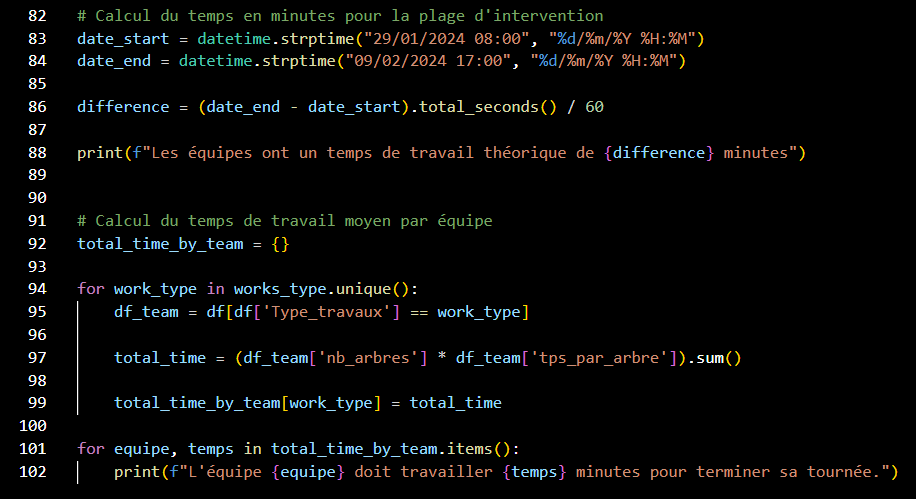 82 # Calcul du temps en minutes pour la plage d'intervention
83 date_start = datetime.strptime("29/01/2024 08:00", "%d/%m/%Y %H:%M")
84 date_end = datetime.strptime("09/02/2024 17:00", "%d/%m/%Y %H:%M")
85
86 difference = (date_end - date_start).total_seconds() / 60
87
88 print(f"Les équipes ont un temps de travail théorique de {difference} minutes")
89
90
91 # Calcul du temps de travail moyen par équipe
92 total_time_by_team = {}
93
94 for work_type in works_type.unique():
95     df_team = df[df['Type_travaux'] == work_type]
96
97     total_time = (df_team['nb_arbres'] * df_team['tps_par_arbre']).sum()
98
99     total_time_by_team[work_type] = total_time
100
101 for equipe, temps in total_time_by_team.items():
102     print(f"L'équipe {equipe} doit travailler {temps} minutes pour terminer sa tournée.")